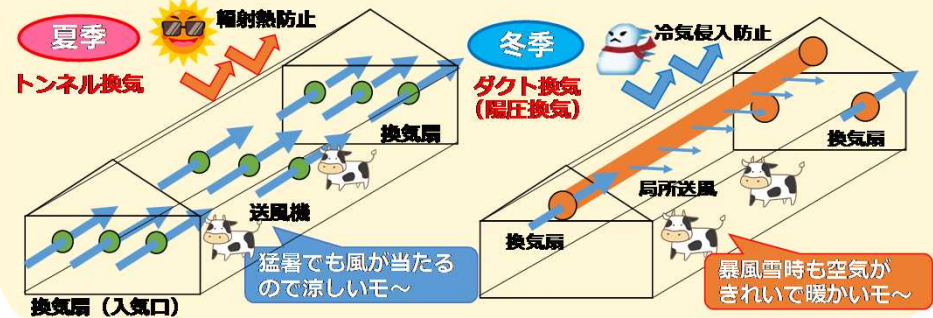 夏季
輻射熱防止
トンネル換気
換気扇
送風機
猛暑でも風が当たる
ので涼しいモ～
換気扇（入気口）
冬季
冷気侵入防止
ダクト換気
（陽圧換気）
換気扇
局所送風
換気扇
暴風雪時も空気が
きれいで暖かいモ～